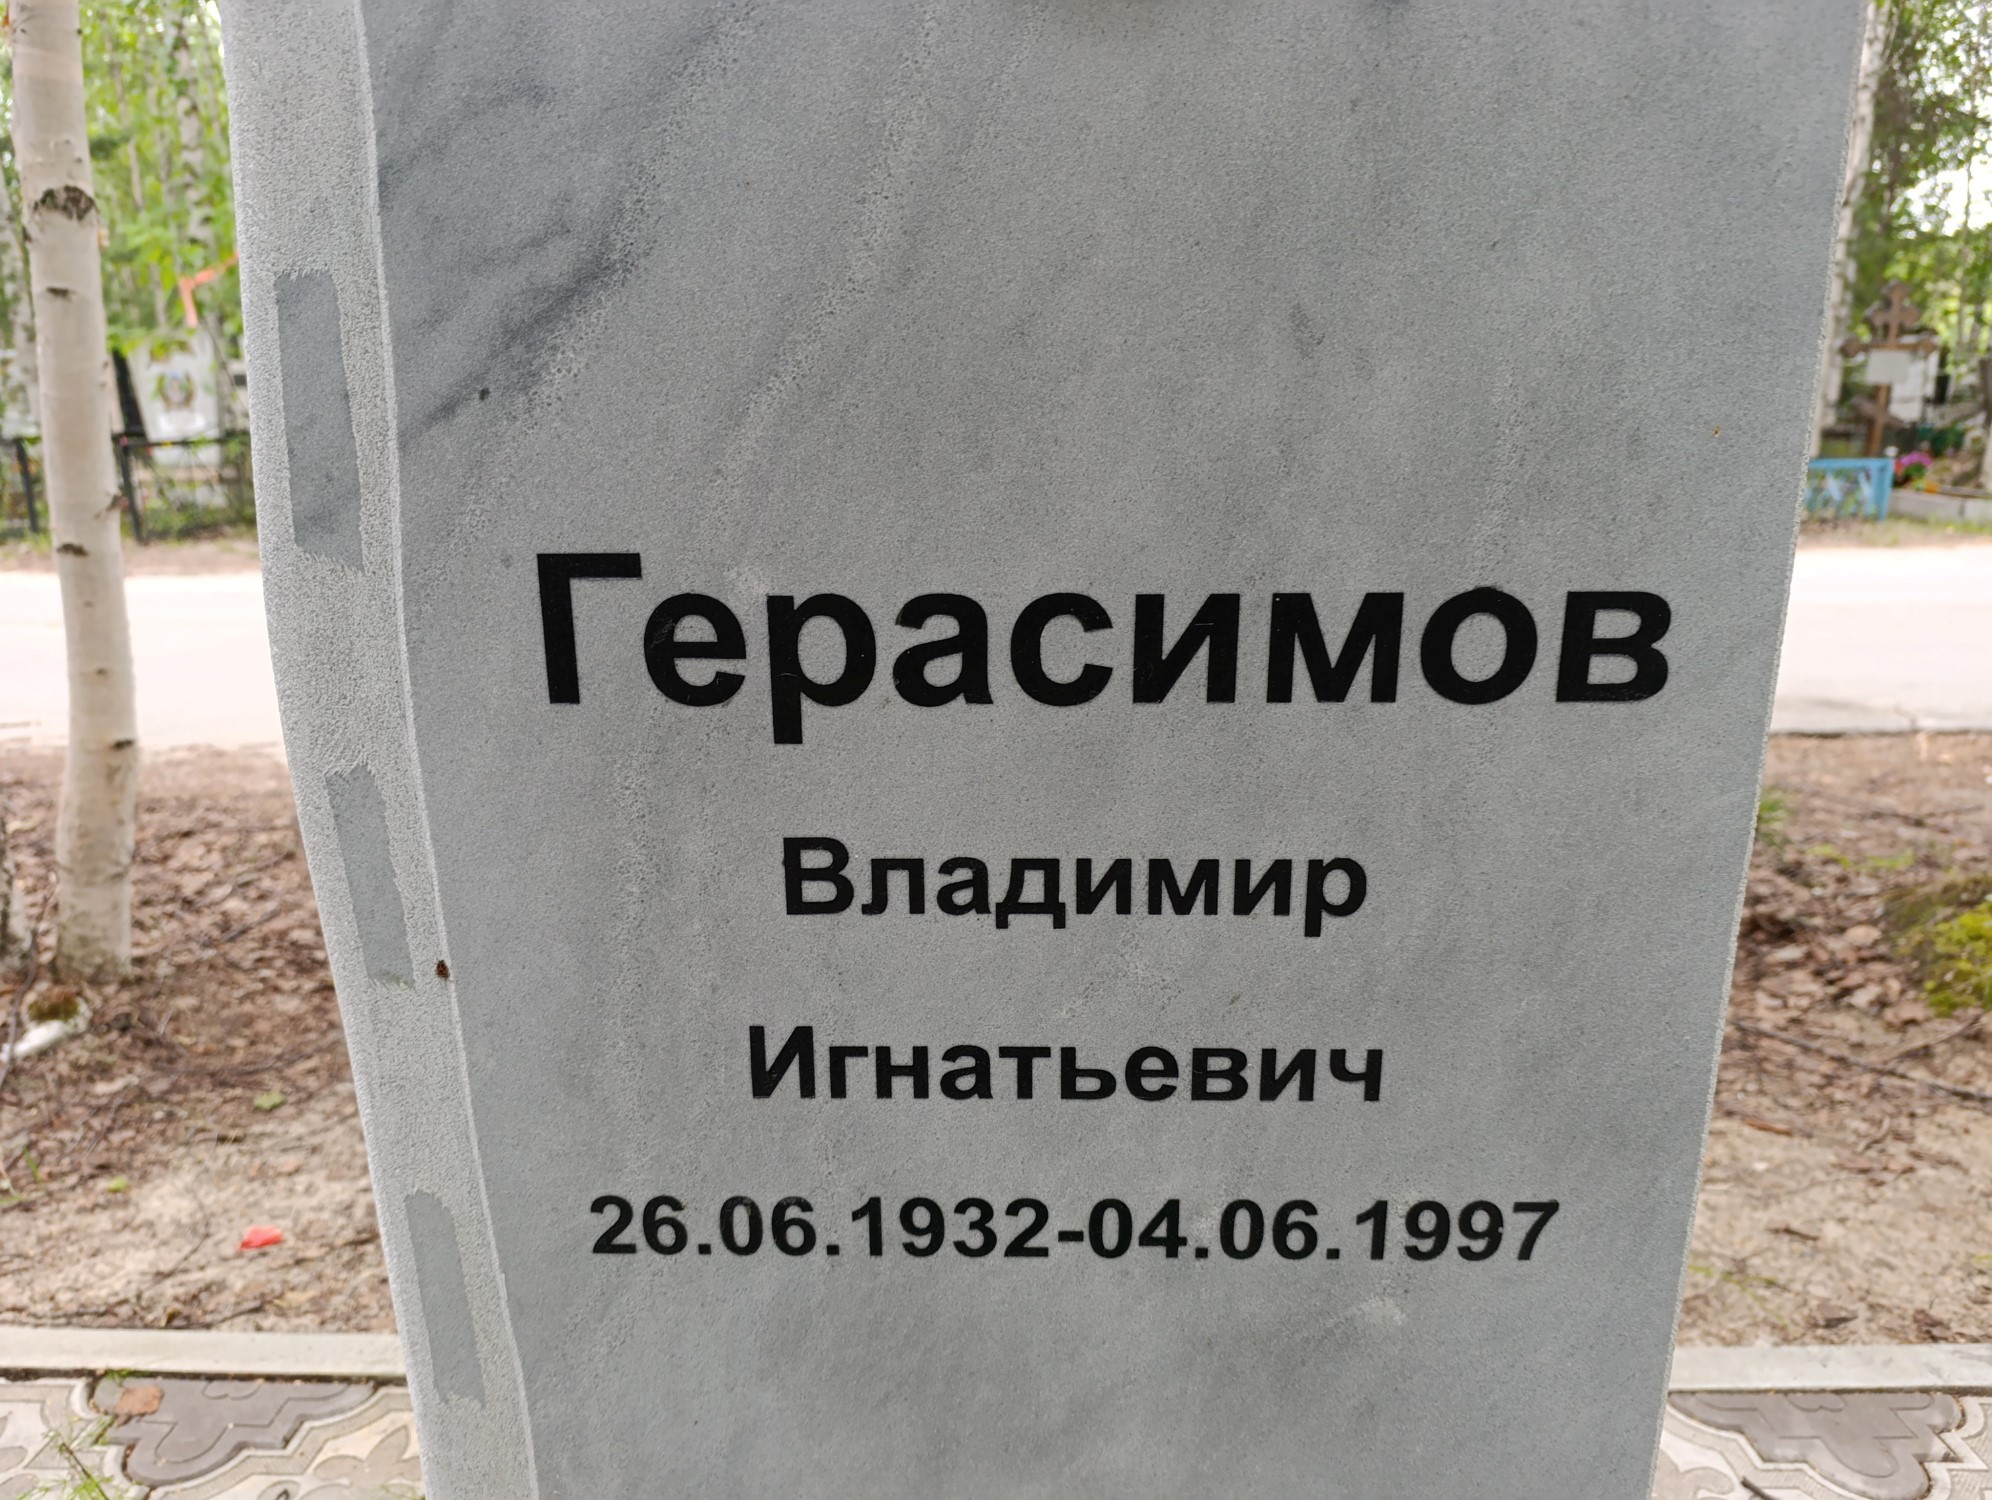 Герасимов
Владимир
Игнатьевич
26.06.1932-04.06.1997